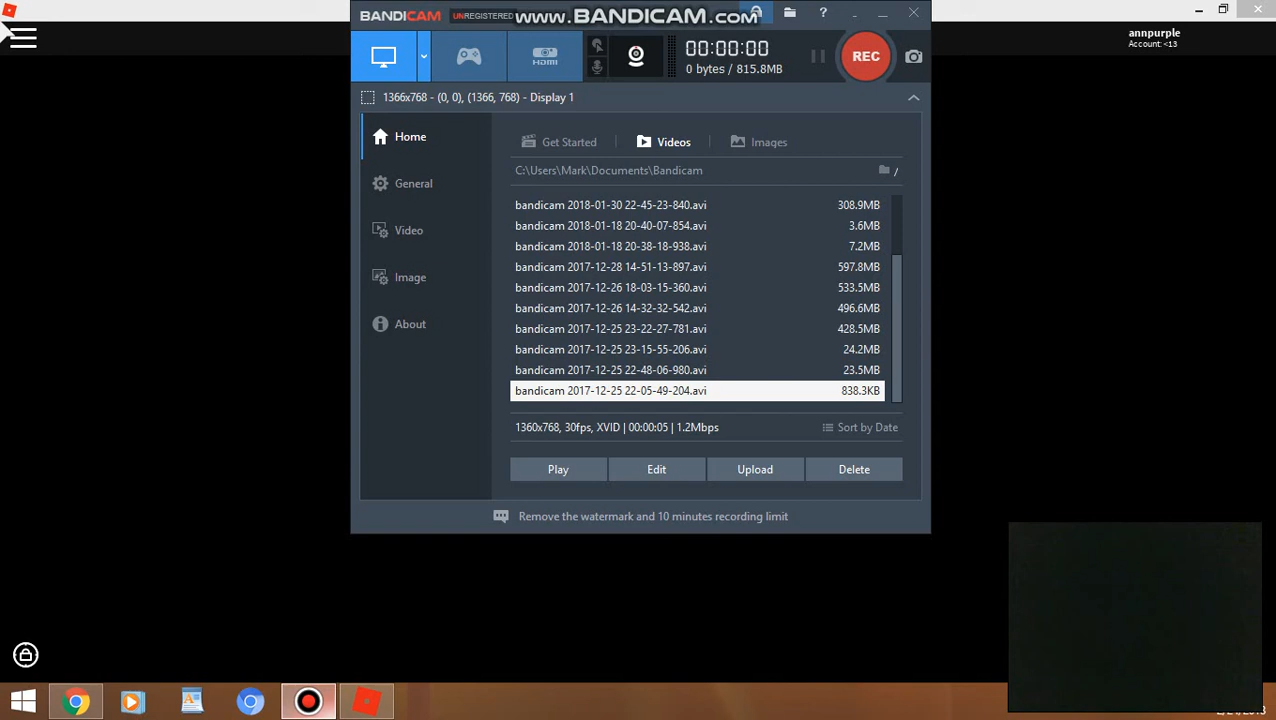 BANDICAM UNREGISTERED www.BANDICAM.com ?
annpurple
Account: <13
HDMI
00:00:00
0 bytes / 815.8MB
REC
1366x768 - (0, 0), (1366, 768) - Display 1
Home
General
Video
Image
About
Get Started Videos Images
C:\Users\Mark\Documents\Bandicam /
bandicam 2018-01-30 22-45-23-840.avi 308.9MB
bandicam 2018-01-18 20-40-07-854.avi 3.6MB
bandicam 2018-01-18 20-38-18-938.avi 7.2MB
bandicam 2017-12-28 14-51-13-897.avi 597.8MB
bandicam 2017-12-26 18-03-15-360.avi 533.5MB
bandicam 2017-12-26 14-32-32-542.avi 496.6MB
bandicam 2017-12-25 23-22-27-781.avi 428.5MB
bandicam 2017-12-25 23-15-55-206.avi 24.2MB
bandicam 2017-12-25 22-48-06-980.avi 23.5MB
bandicam 2017-12-25 22-05-49-204.avi 838.3KB
1360x768, 30fps, XVID | 00:00:05 | 1.2Mbps Sort by Date
Play Edit Upload Delete
Remove the watermark and 10 minutes recording limit